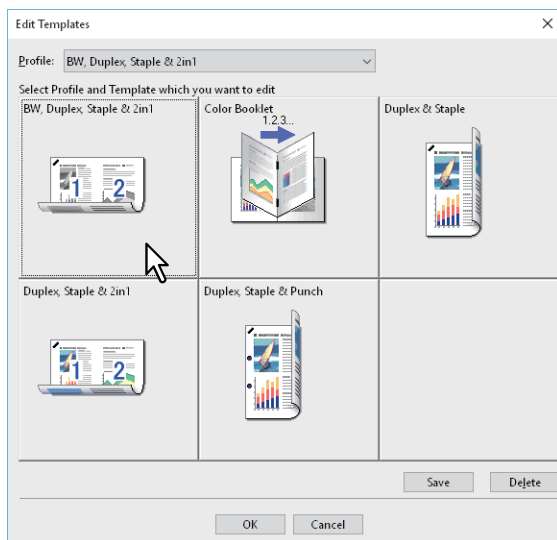 Edit Templates
Profile: BW, Duplex, Staple & 2in1
Select Profile and Template which you want to edit
BW, Duplex, Staple & 2in1
Color Booklet
Duplex & Staple
1.2.3...
1 2
Duplex, Staple & 2in1
Duplex, Staple & Punch
1 2
Save
Delete
OK
Cancel